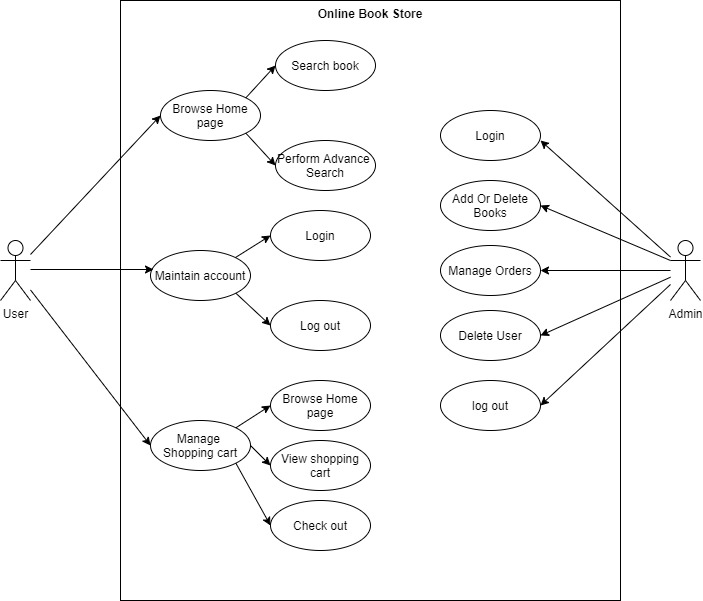 Online Book Store
Search book
Browse Home
page
Perform Advance
Search
Login
Maintain account
Log out
Browse Home
page
Manage
Shopping cart
View shopping
cart
Check out
User
Login
Add Or Delete
Books
Manage Orders
Delete User
log out
Admin